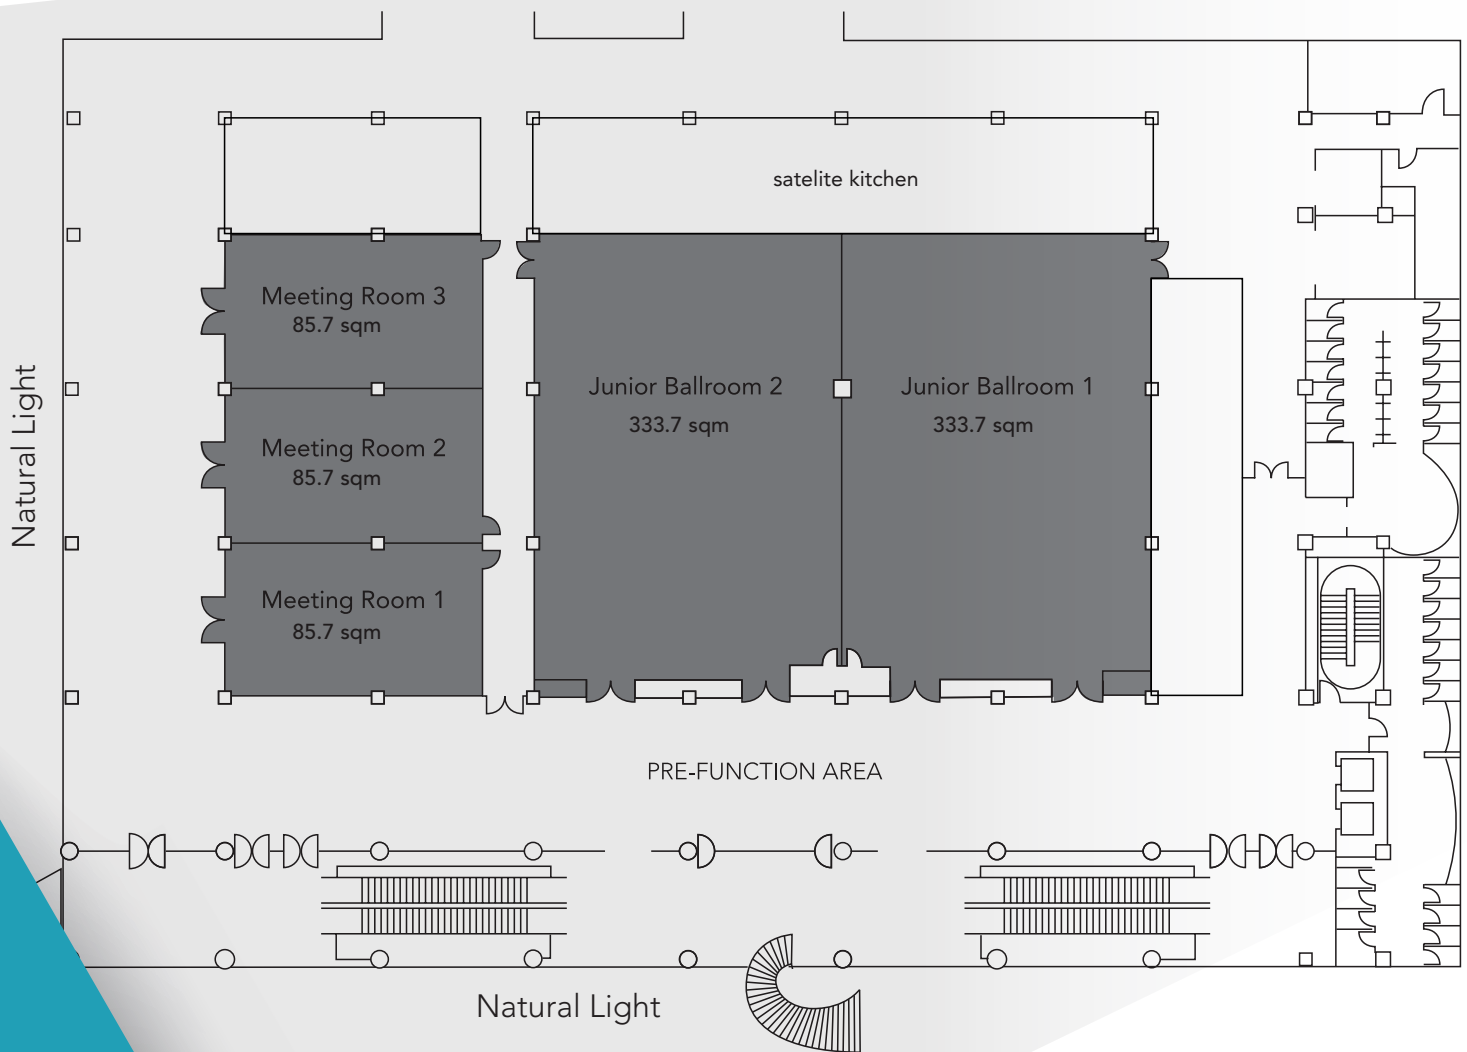 satelite kitchen
Meeting Room 3
85.7 sqm
Junior Ballroom 2
333.7 sqm
Junior Ballroom 1
333.7 sqm
Meeting Room 2
85.7 sqm
Meeting Room 1
85.7 sqm
Natural Light
PRE-FUNCTION AREA
Natural Light